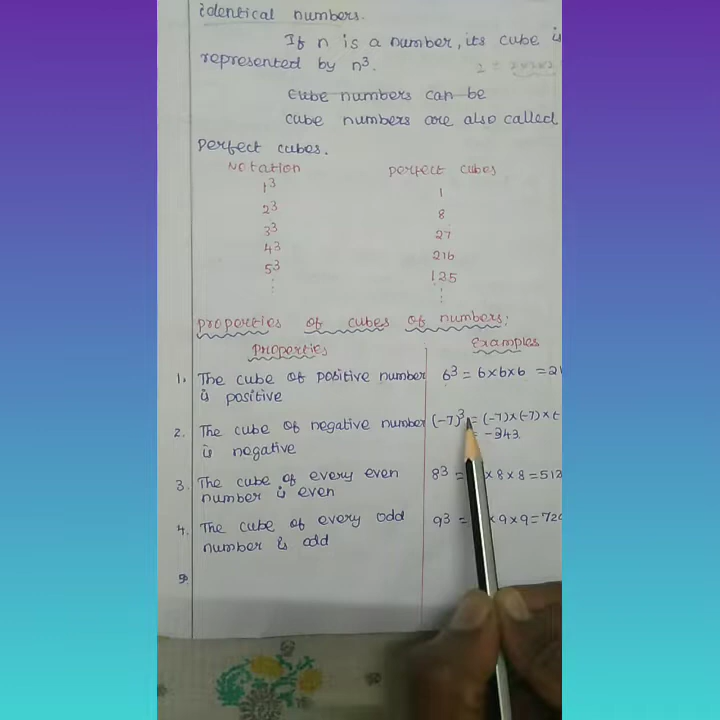 identical numbers.
If n is a number, its cube is
represented by n³.
cube numbers can be
cube numbers are also called
perfect cubes.
Notation perfect cubes
1³ 1
2³ 8
3³ 27
4³ 216
5³ 125
properties of cubes of numbers:
Properties Examples
1. The cube of positive number 6³ = 6×6×6 = 21
is positive
2. The cube of negative number (-7)³ = (-7)×(-7)×(-
is negative = -343.
3. The cube of every even 8³ = × 8 × 8 = 512
number is even
4. The cube of every odd 9³ = × 9 × 9 = 72
number is odd
5.